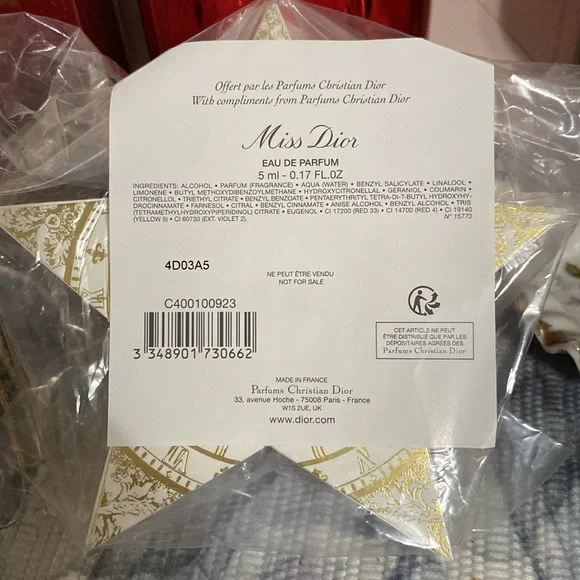 Offert par les Parfums Christian Dior
With compliments from Parfums Christian Dior
Miss Dior
EAU DE PARFUM
5 ml - 0.17 FL.OZ
INGREDIENTS: ALCOHOL • PARFUM (FRAGRANCE) • AQUA (WATER) • BENZYL SALICYLATE • LINALOOL •
LIMONENE • BUTYL METHOXYDIBENZOYLMETHANE • HYDROXYCITRONELLAL • GERANIOL • COUMARIN •
CITRONELLOL • TRIETHYL CITRATE • BENZYL BENZOATE • PENTAERYTHRITYL TETRA-DI-T-BUTYL HYDROXYHY-
DROCINNAMATE • FARNESOL • CITRAL • BENZYL CINNAMATE • ANISE ALCOHOL • BENZYL ALCOHOL • TRIS
(TETRAMETHYLHYDROXYPIPERIDINOL) CITRATE • EUGENOL • CI 17200 (RED 33) • CI 14700 (RED 4) • CI 19140
(YELLOW 5) • CI 60730 (EXT. VIOLET 2). N° 15773
4D03A5
NE PEUT ÊTRE VENDU
NOT FOR SALE
C400100923
3 348901 730662
CET ARTICLE NE PEUT
ÊTRE DISTRIBUÉ QUE PAR LES
DÉPOSITAIRES AGRÉÉS DES
Parfums Christian Dior
MADE IN FRANCE
Parfums Christian Dior
33, avenue Hoche - 75008 Paris - France
W1S 2UE, UK
www.dior.com